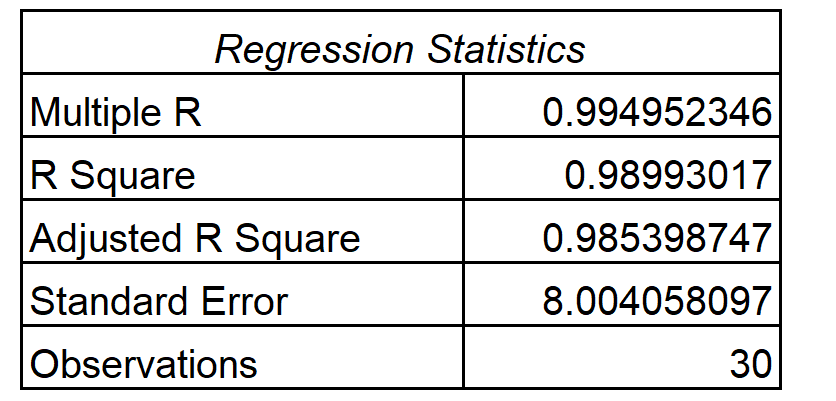 Regression Statistics
Multiple R 0.994952346
R Square 0.98993017
Adjusted R Square 0.985398747
Standard Error 8.004058097
Observations 30